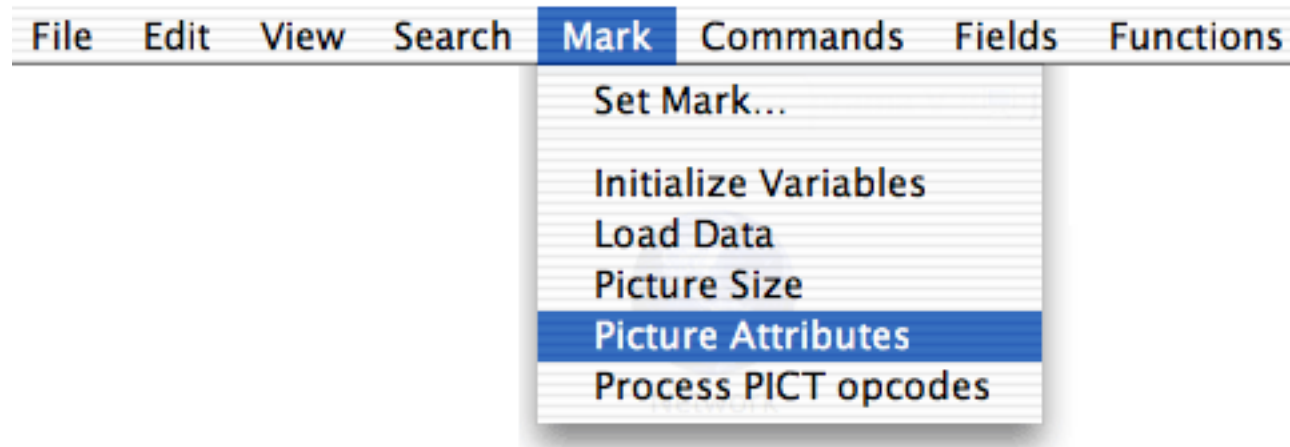 File Edit View Search Mark Commands Fields Functions
Set Mark...
Initialize Variables
Load Data
Picture Size
Picture Attributes
Process PICT opcodes
Network